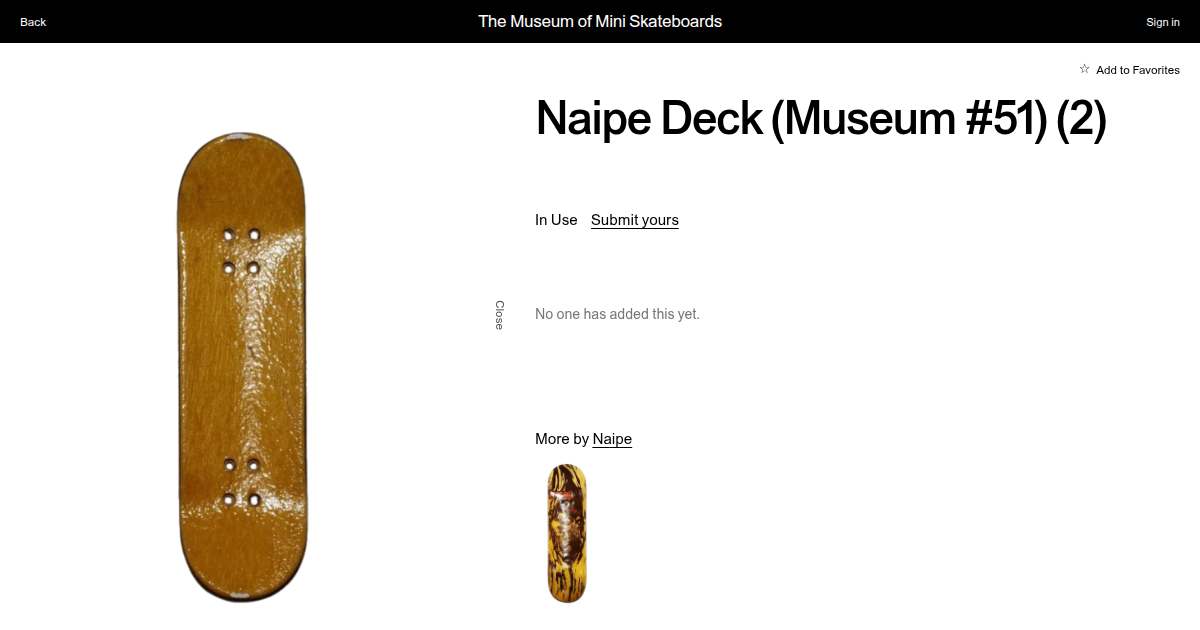 Back
The Museum of Mini Skateboards
Sign in
☆ Add to Favorites
Naipe Deck (Museum #51) (2)
In Use Submit yours
Close
No one has added this yet.
More by Naipe